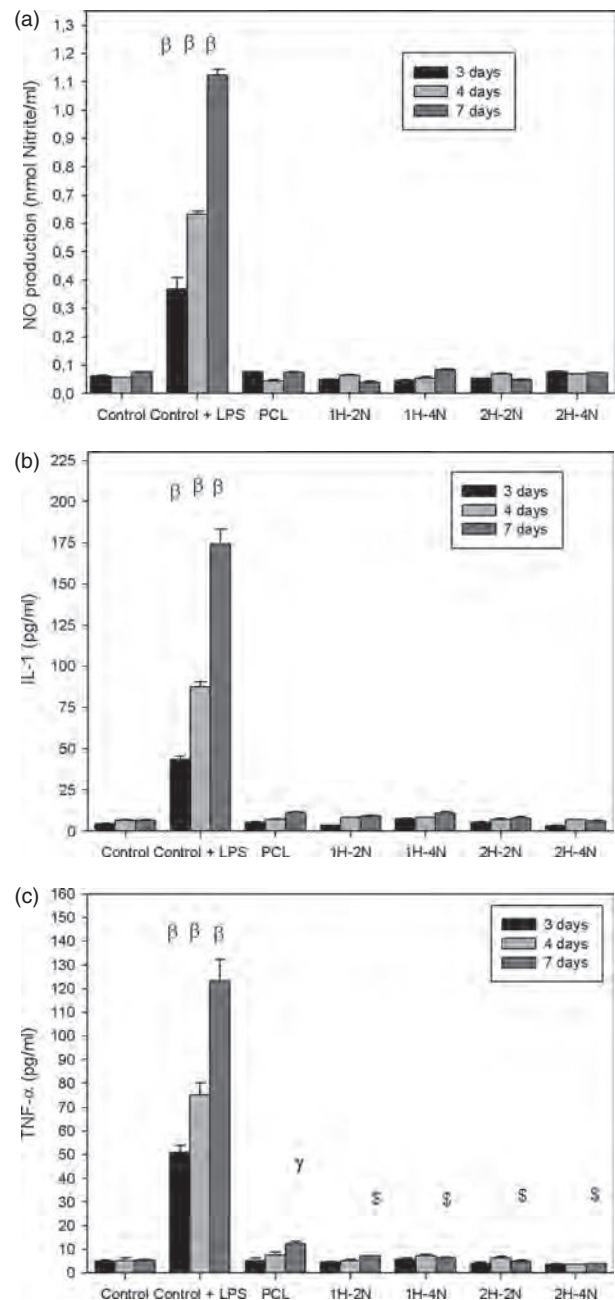 (a)
1,3
1,2
1,1
1,0
0,9
0,8
0,7
0,6
0,5
0,4
0,3
0,2
0,1
0,0
NO production (nmol Nitrite/ml)
β β β
3 days
4 days
7 days
Control Control + LPS PCL 1H-2N 1H-4N 2H-2N 2H-4N
(b)
225
200
175
150
125
100
75
50
25
0
IL-1 (pg/ml)
β β β
3 days
4 days
7 days
Control Control + LPS PCL 1H-2N 1H-4N 2H-2N 2H-4N
(c)
160
150
140
130
120
110
100
90
80
70
60
50
40
30
20
10
0
TNF-α (pg/ml)
β β β
3 days
4 days
7 days
γ
$ $ $ $
Control Control + LPS PCL 1H-2N 1H-4N 2H-2N 2H-4N